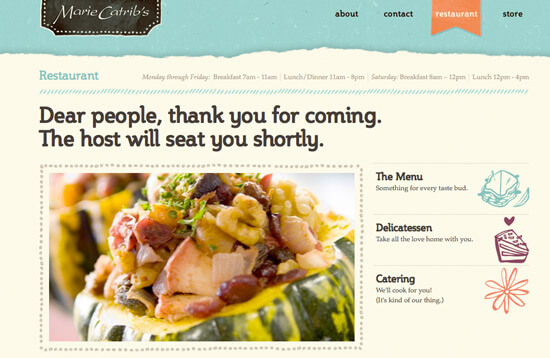 Marie Catrib's
about contact restaurant store
Restaurant
Monday through Friday: Breakfast 7am - 11am | Lunch/Dinner 11am - 8pm | Saturday: Breakfast 8am – 12pm | Lunch 12pm - 4pm
Dear people, thank you for coming.
The host will seat you shortly.
The Menu
Something for every taste bud.
Delicatessen
Take all the love home with you.
Catering
We'll cook for you!
(It's kind of our thing.)